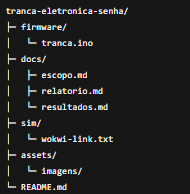 tranca-eletronica-senha/
├─ firmware/
│  └─ tranca.ino
├─ docs/
│  ├─ escopo.md
│  ├─ relatorio.md
│  └─ resultados.md
├─ sim/
│  └─ wokwi-link.txt
├─ assets/
│  └─ imagens/
└─ README.md